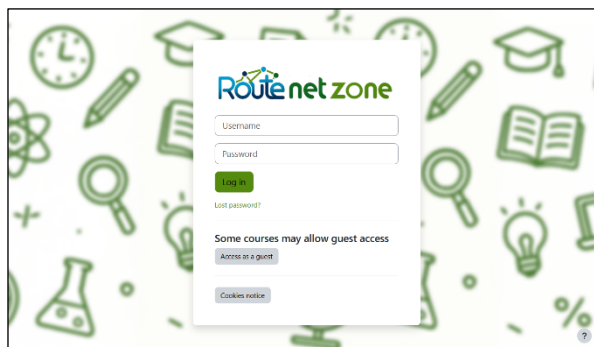 Route net zone
Username
Password
Log in
Lost password?
Some courses may allow guest access
Access as a guest
Cookies notice
?